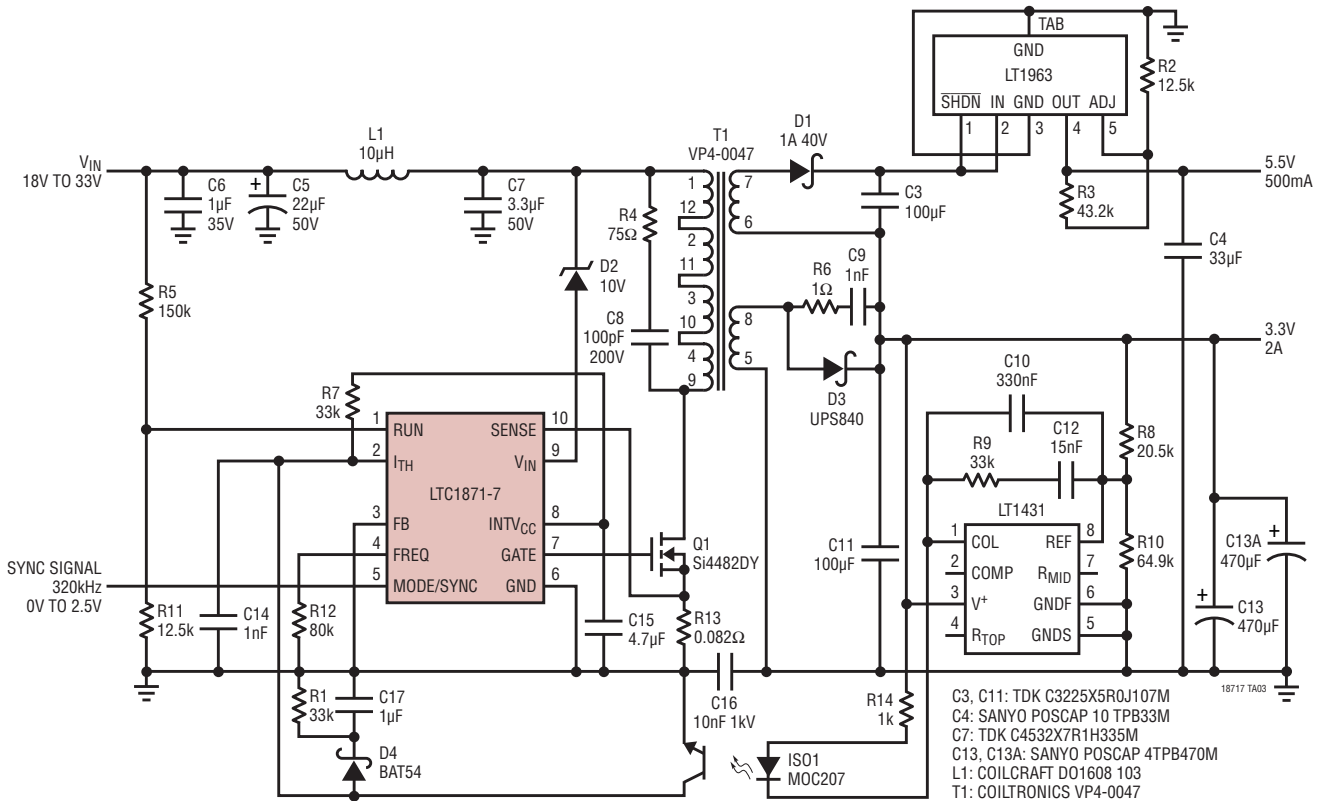 TAB
GND
LT1963
SHDN IN GND OUT ADJ
1 2 3 4 5
R2
12.5k
VIN
18V TO 33V
C6
1µF
35V
C5
22µF
50V
+
L1
10µH
C7
3.3µF
50V
R4
75Ω
T1
VP4-0047
1
12
2
11
3
10
4
9
7
6
8
5
D1
1A 40V
C3
100µF
R3
43.2k
5.5V
500mA
C4
33µF
R5
150k
D2
10V
C8
100pF
200V
R6
1Ω
C9
1nF
D3
UPS840
3.3V
2A
R7
33k
1 RUN
2 ITH
3 FB
4 FREQ
5 MODE/SYNC
LTC1871-7
SENSE 10
VIN 9
INTVCC 8
GATE 7
GND 6
C10
330nF
R9
33k
C12
15nF
R8
20.5k
LT1431
1 COL
2 COMP
3 V+
4 RTOP
REF 8
RMID 7
GNDF 6
GNDS 5
R10
64.9k
C13A
470µF
+
C13
470µF
+
Q1
Si4482DY
C11
100µF
SYNC SIGNAL
320kHz
0V TO 2.5V
R11
12.5k
C14
1nF
R12
80k
C15
4.7µF
R13
0.082Ω
R1
33k
C17
1µF
D4
BAT54
C16
10nF 1kV
R14
1k
ISO1
MOC207
18717 TA03
C3, C11: TDK C3225X5R0J107M
C4: SANYO POSCAP 10 TPB33M
C7: TDK C4532X7R1H335M
C13, C13A: SANYO POSCAP 4TPB470M
L1: COILCRAFT DO1608 103
T1: COILTRONICS VP4-0047